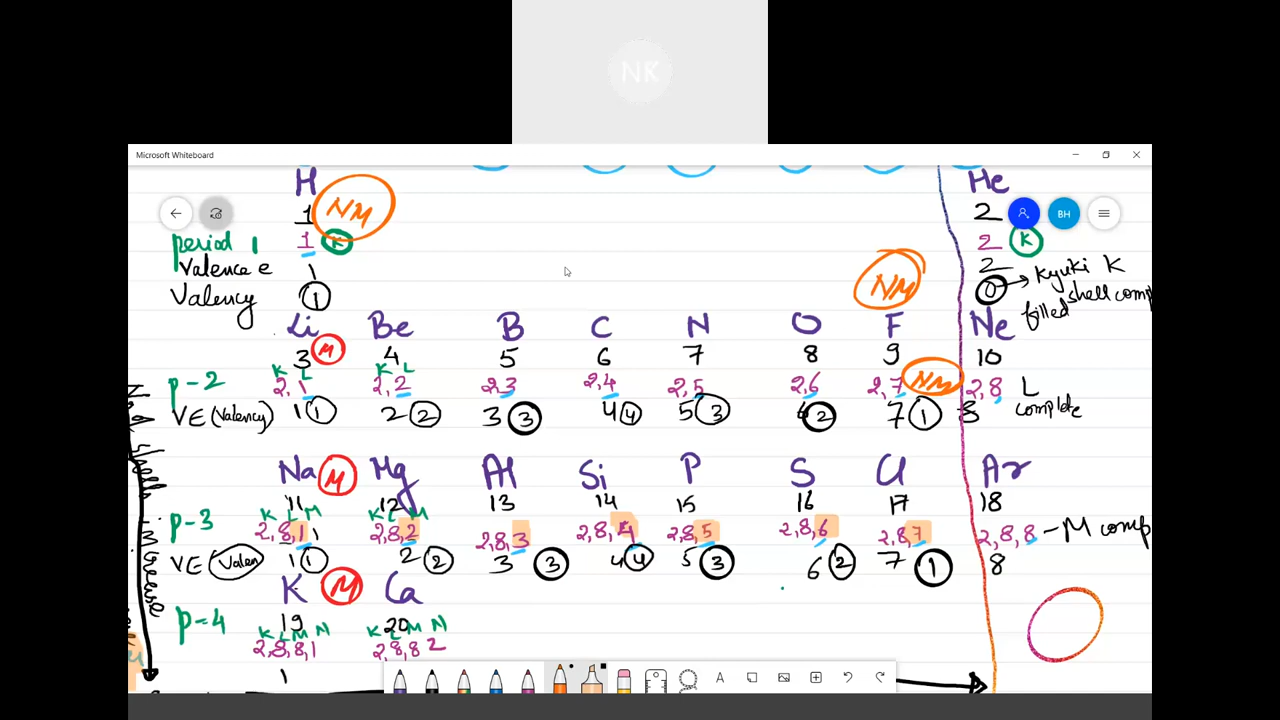 NK
Microsoft Whiteboard
H He
NM
1 2
period 1 1 K 2 K
BH
Valence e 1 2
Valency 1 0 → Kyuki K
shell comp
filled
NM
Li Be B C N O F Ne
3 M 4 5 6 7 8 9 10
K L K L
p-2 2,1 2,2 2,3 2,4 2,5 2,6 2,7 NM 2,8 L
complete
VE (Valency) 1 1 2 2 3 3 4 4 5 3 6 2 7 1 8
Na M Mg Al Si P S Cl Ar
11 12 13 14 15 16 17 18
K L M K L M
p-3 2,8,1 1 2,8,2 2,8,3 2,8,4 2,8,5 2,8,6 2,8,7 2,8,8 - M comp
VE Valen 1 1 2 2 3 3 4 4 5 3 6 2 7 1 8
K M Ca
p-4 19 20
K L M N K L M N
2,8,8,1 2,8,8 2
1
shells increase
A